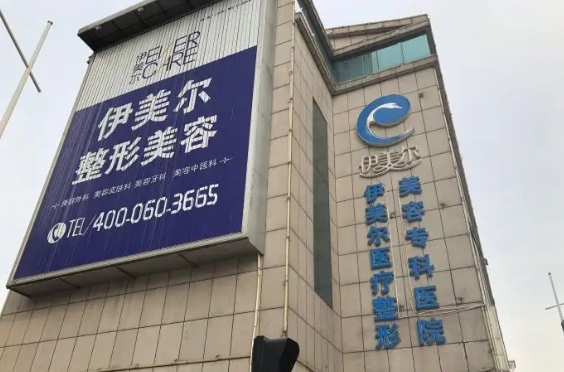 伊美尔
整形美容
美容外科 美容皮肤科 美容牙科 美容中医科
TEL/400-060-3665
伊美尔
美容专科医院
伊美尔医疗整形